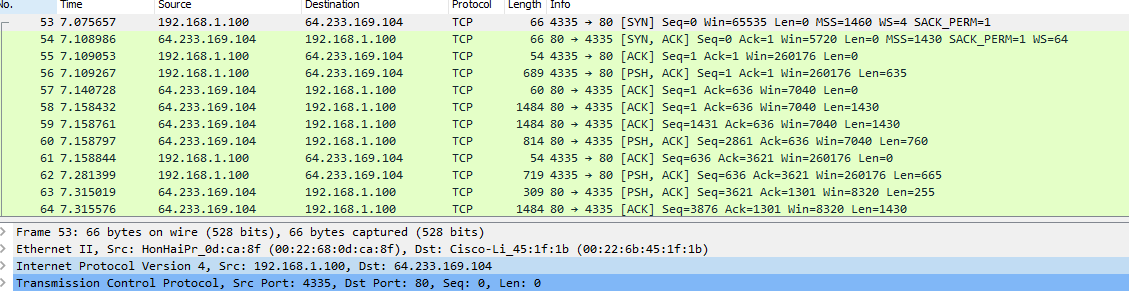 No. Time Source Destination Protocol Length Info
53 7.075657 192.168.1.100 64.233.169.104 TCP 66 4335 → 80 [SYN] Seq=0 Win=65535 Len=0 MSS=1460 WS=4 SACK_PERM=1
54 7.108986 64.233.169.104 192.168.1.100 TCP 66 80 → 4335 [SYN, ACK] Seq=0 Ack=1 Win=5720 Len=0 MSS=1430 SACK_PERM=1 WS=64
55 7.109053 192.168.1.100 64.233.169.104 TCP 54 4335 → 80 [ACK] Seq=1 Ack=1 Win=260176 Len=0
56 7.109267 192.168.1.100 64.233.169.104 TCP 689 4335 → 80 [PSH, ACK] Seq=1 Ack=1 Win=260176 Len=635
57 7.140728 64.233.169.104 192.168.1.100 TCP 60 80 → 4335 [ACK] Seq=1 Ack=636 Win=7040 Len=0
58 7.158432 64.233.169.104 192.168.1.100 TCP 1484 80 → 4335 [ACK] Seq=1 Ack=636 Win=7040 Len=1430
59 7.158761 64.233.169.104 192.168.1.100 TCP 1484 80 → 4335 [ACK] Seq=1431 Ack=636 Win=7040 Len=1430
60 7.158797 64.233.169.104 192.168.1.100 TCP 814 80 → 4335 [PSH, ACK] Seq=2861 Ack=636 Win=7040 Len=760
61 7.158844 192.168.1.100 64.233.169.104 TCP 54 4335 → 80 [ACK] Seq=636 Ack=3621 Win=260176 Len=0
62 7.281399 192.168.1.100 64.233.169.104 TCP 719 4335 → 80 [PSH, ACK] Seq=636 Ack=3621 Win=260176 Len=665
63 7.315019 64.233.169.104 192.168.1.100 TCP 309 80 → 4335 [PSH, ACK] Seq=3621 Ack=1301 Win=8320 Len=255
64 7.315576 64.233.169.104 192.168.1.100 TCP 1484 80 → 4335 [ACK] Seq=3876 Ack=1301 Win=8320 Len=1430
Frame 53: 66 bytes on wire (528 bits), 66 bytes captured (528 bits)
Ethernet II, Src: HonHaiPr_0d:ca:8f (00:22:68:0d:ca:8f), Dst: Cisco-Li_45:1f:1b (00:22:6b:45:1f:1b)
Internet Protocol Version 4, Src: 192.168.1.100, Dst: 64.233.169.104
Transmission Control Protocol, Src Port: 4335, Dst Port: 80, Seq: 0, Len: 0